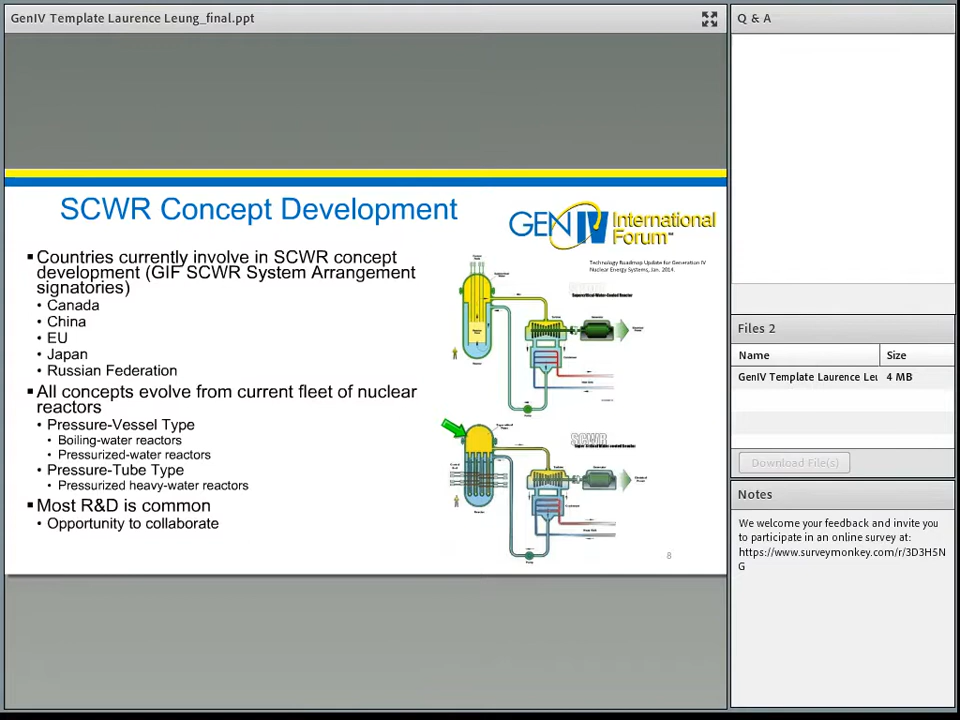 GenIV Template Laurence Leung_final.ppt
SCWR Concept Development
GEN IV International
Forum™
Technology Roadmap Update for Generation IV
Nuclear Energy Systems, Jan. 2014.
▪Countries currently involve in SCWR concept
development (GIF SCWR System Arrangement
signatories)
• Canada
• China
• EU
• Japan
• Russian Federation
▪All concepts evolve from current fleet of nuclear
reactors
• Pressure-Vessel Type
• Boiling-water reactors
• Pressurized-water reactors
• Pressure-Tube Type
• Pressurized heavy-water reactors
▪Most R&D is common
• Opportunity to collaborate
Supercritical-Water-Cooled Reactor
SCWR
8
Q & A
Files 2
Name
Size
GenIV Template Laurence Leu
4 MB
Download File(s)
Notes
We welcome your feedback and invite you
to participate in an online survey at:
https://www.surveymonkey.com/r/3D3H5N
G